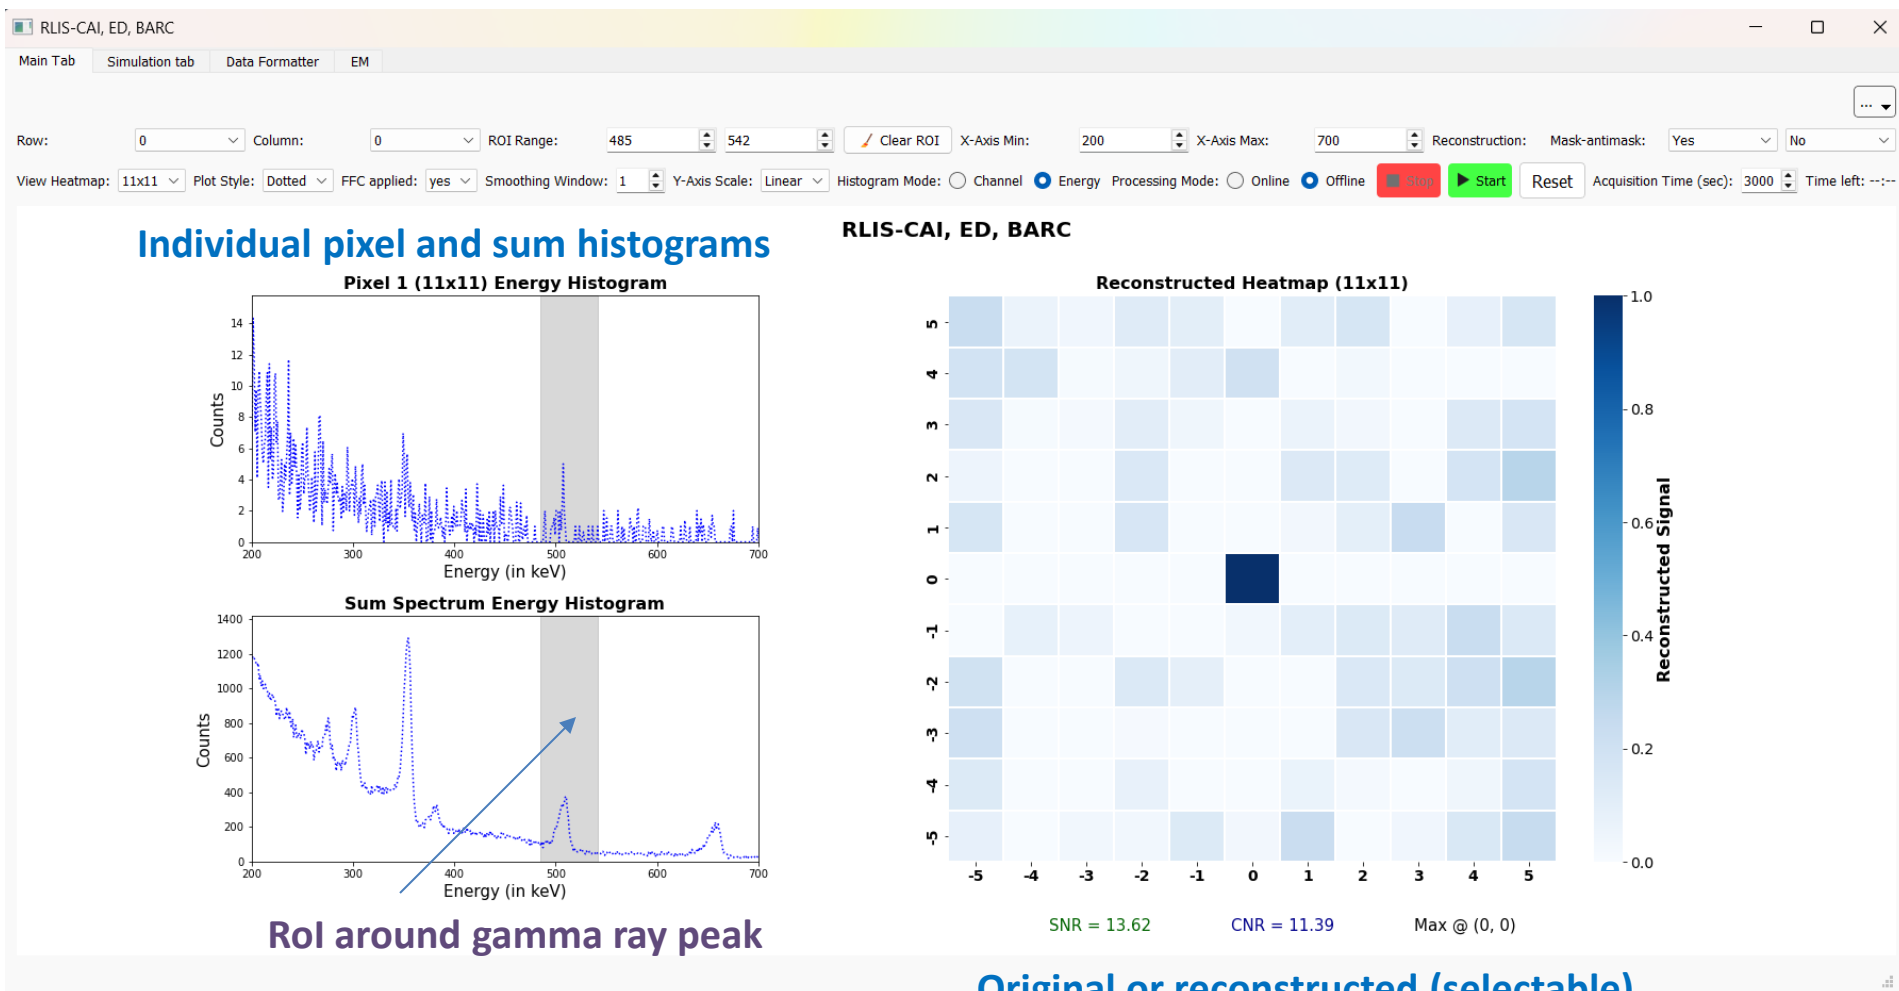 RLIS-CAI, ED, BARC
Main Tab Simulation tab Data Formatter EM
...
Row: 0 Column: 0 ROI Range: 485 542 Clear ROI X-Axis Min: 200 X-Axis Max: 700 Reconstruction: Mask-antimask: Yes No
View Heatmap: 11x11 Plot Style: Dotted FFC applied: yes Smoothing Window: 1 Y-Axis Scale: Linear Histogram Mode: Channel Energy Processing Mode: Online Offline Stop Start Reset Acquisition Time (sec): 3000 Time left: --:--
RLIS-CAI, ED, BARC
Individual pixel and sum histograms
Pixel 1 (11x11) Energy Histogram
14
12
10
8
6
4
2
0
Counts
200 300 400 500 600 700
Energy (in keV)
Sum Spectrum Energy Histogram
1400
1200
1000
800
600
400
200
0
Counts
200 300 400 500 600 700
Energy (in keV)
RoI around gamma ray peak
Reconstructed Heatmap (11x11)
5
4
3
2
1
0
-1
-2
-3
-4
-5
-5 -4 -3 -2 -1 0 1 2 3 4 5
1.0
0.8
0.6
0.4
0.2
0.0
Reconstructed Signal
SNR = 13.62 CNR = 11.39 Max @ (0, 0)
Original or reconstructed (selectable)